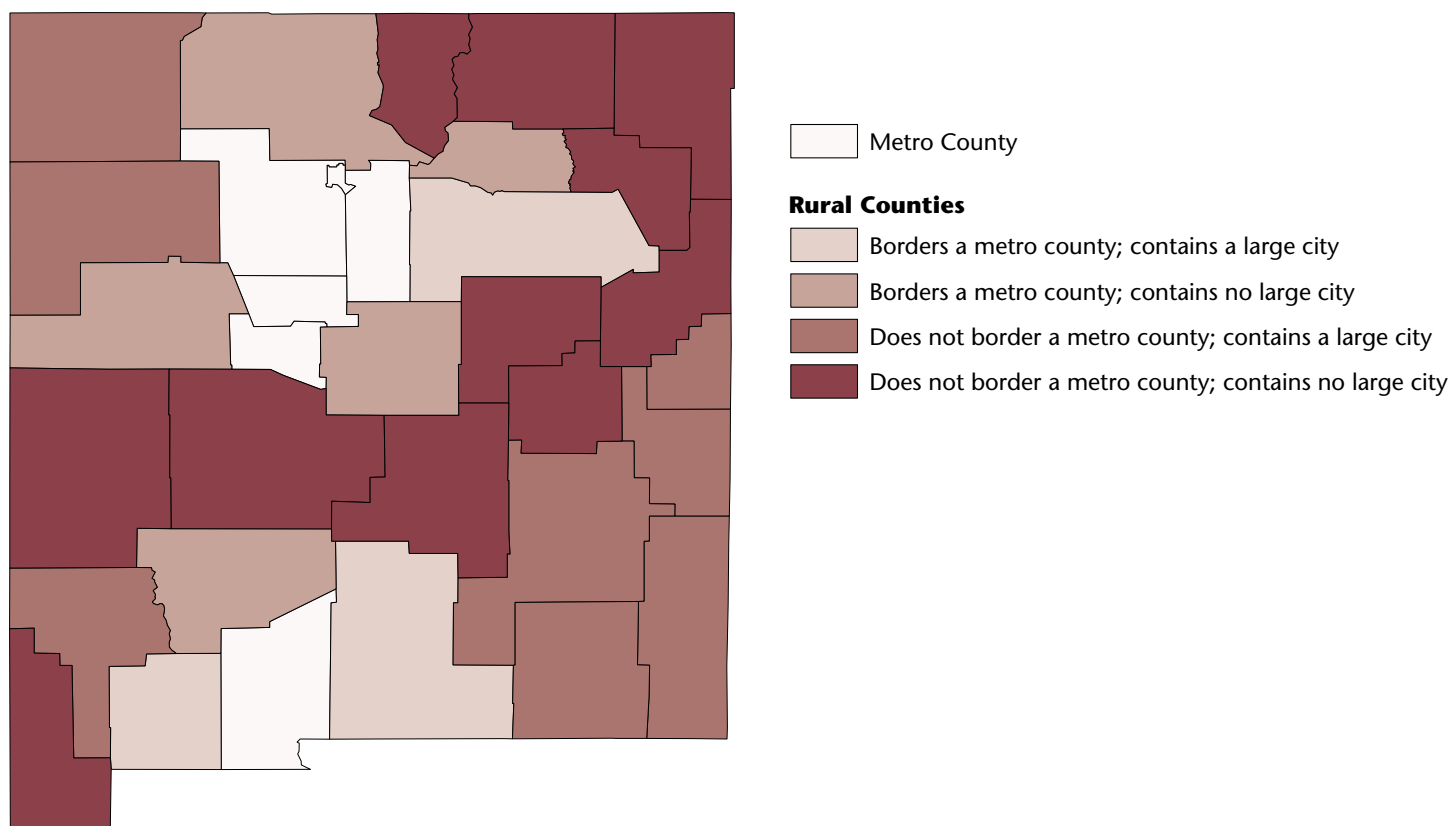 Metro County
Rural Counties
Borders a metro county; contains a large city
Borders a metro county; contains no large city
Does not border a metro county; contains a large city
Does not border a metro county; contains no large city